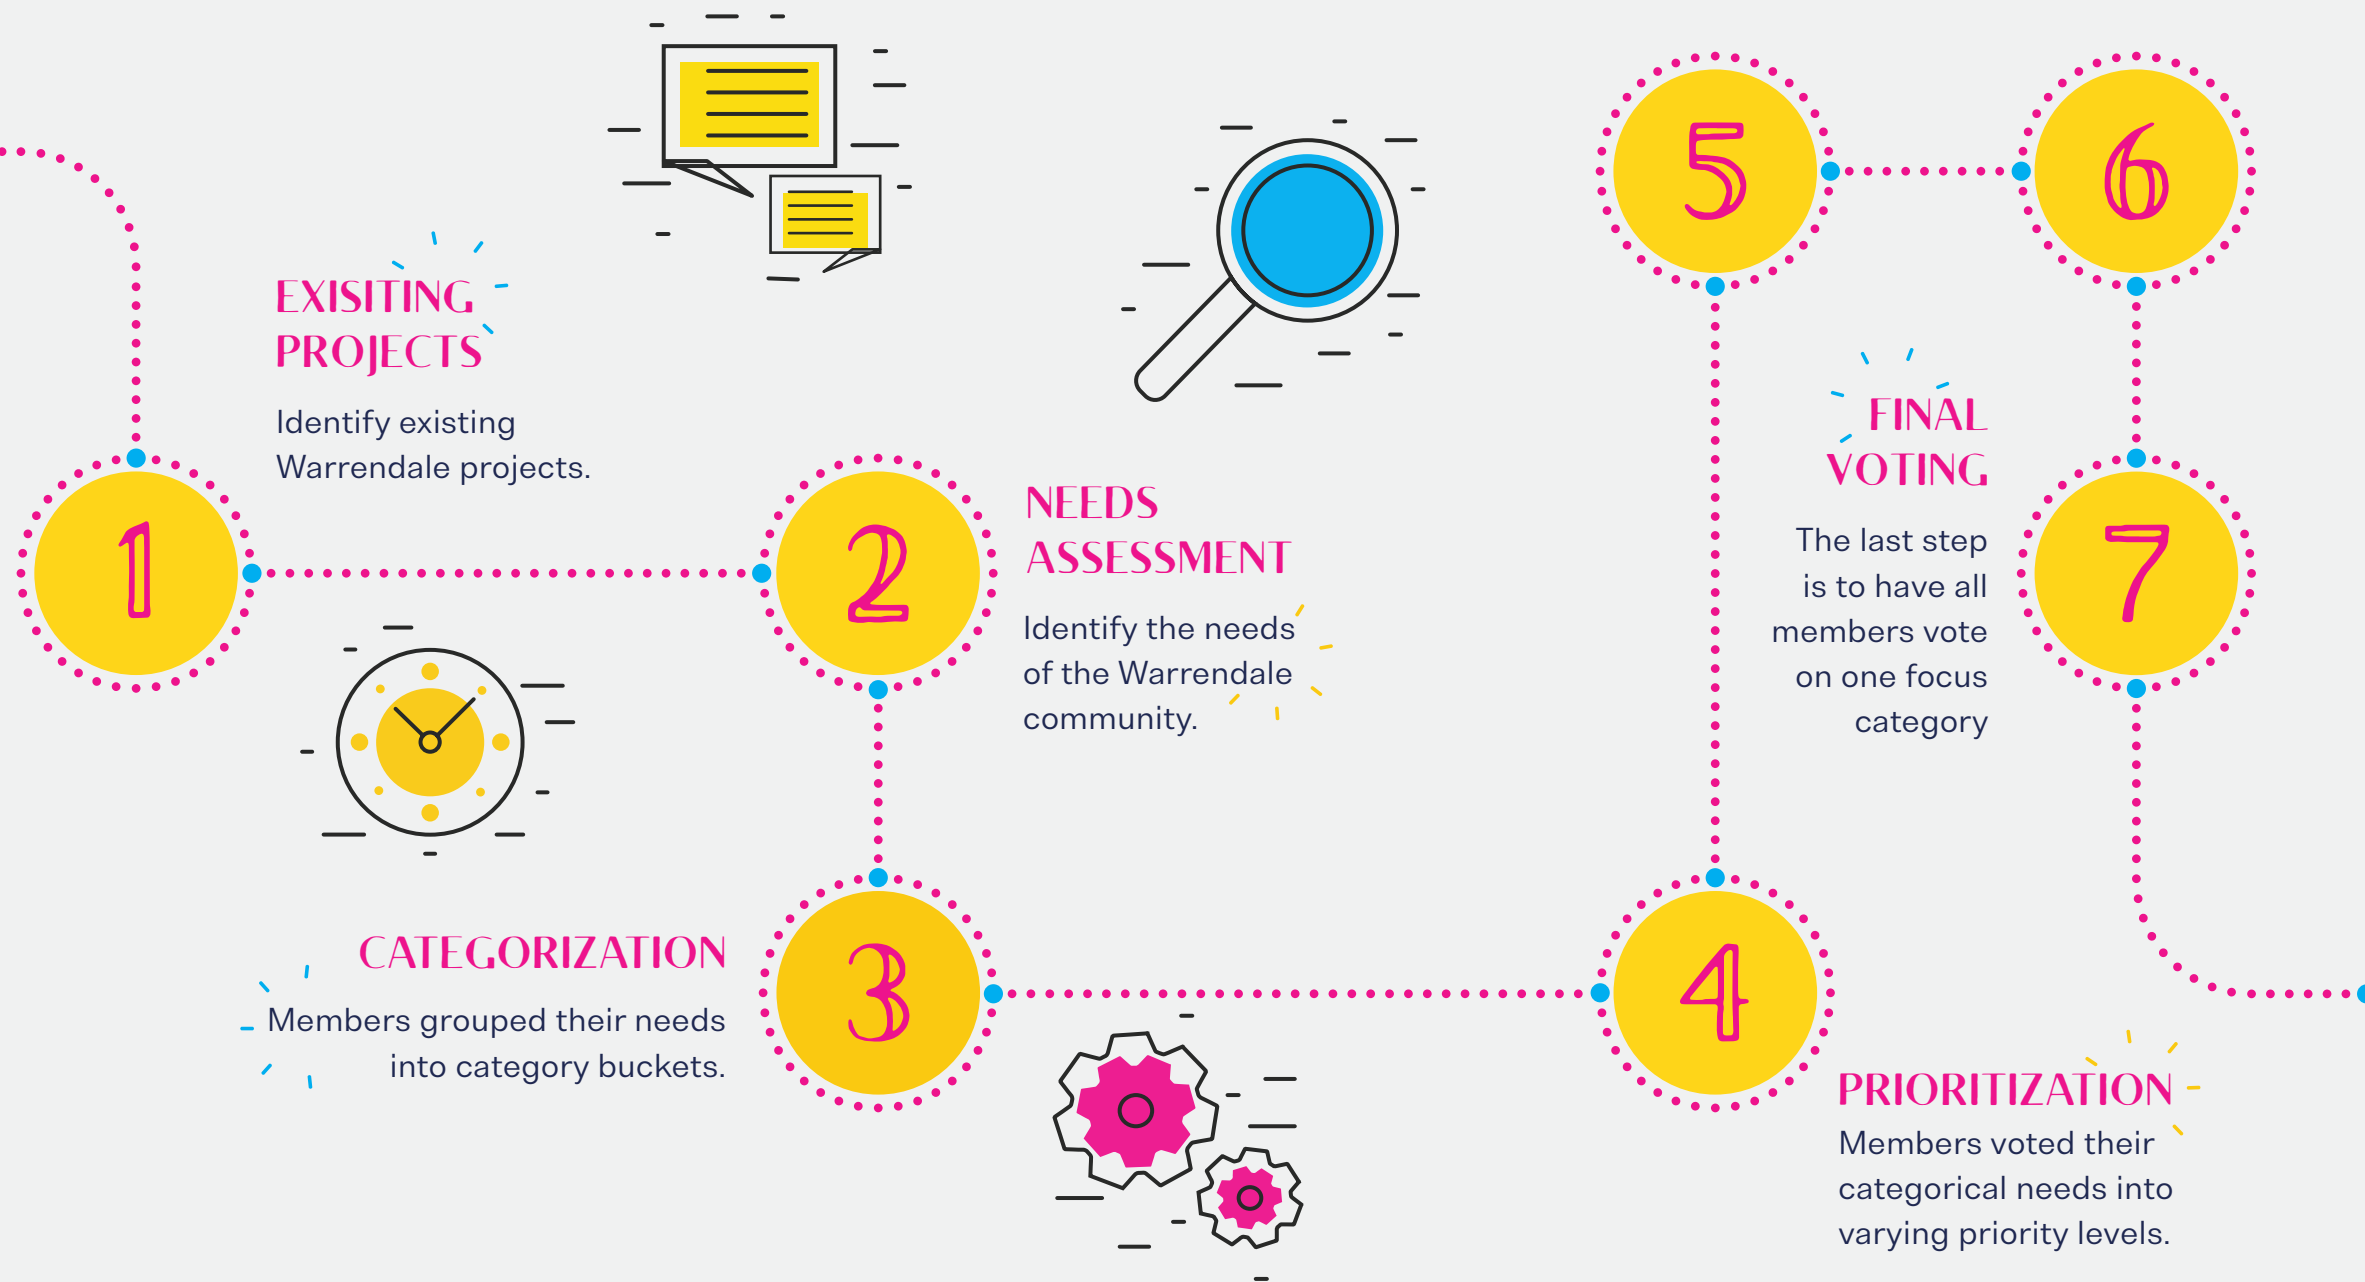 1
EXISITING
PROJECTS
Identify existing
Warrendale projects.
2
NEEDS
ASSESSMENT
Identify the needs
of the Warrendale
community.
3
CATEGORIZATION
Members grouped their needs
into category buckets.
4
PRIORITIZATION
Members voted their
categorical needs into
varying priority levels.
5
6
7
FINAL
VOTING
The last step
is to have all
members vote
on one focus
category